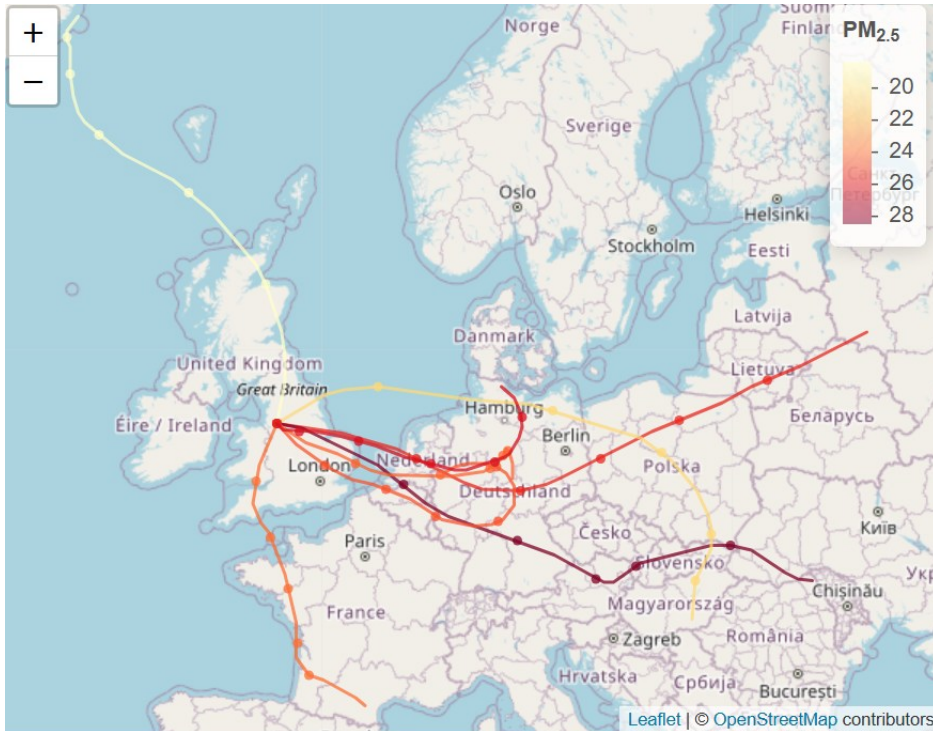 +
−
PM2.5
20
22
24
26
28
Norge
Suomi /
Finland
Sverige
Oslo
Helsinki
Stockholm
Eesti
Latvija
Danmark
Lietuva
United Kingdom
Great Britain
Éire / Ireland
Hamburg
Беларусь
Berlin
London
Nederland
Polska
Deutschland
Київ
Paris
Česko
Slovensko
Chișinău
Укр
France
Magyarország
Zagreb
România
Hrvatska
Србија
București
Leaflet | © OpenStreetMap contributors